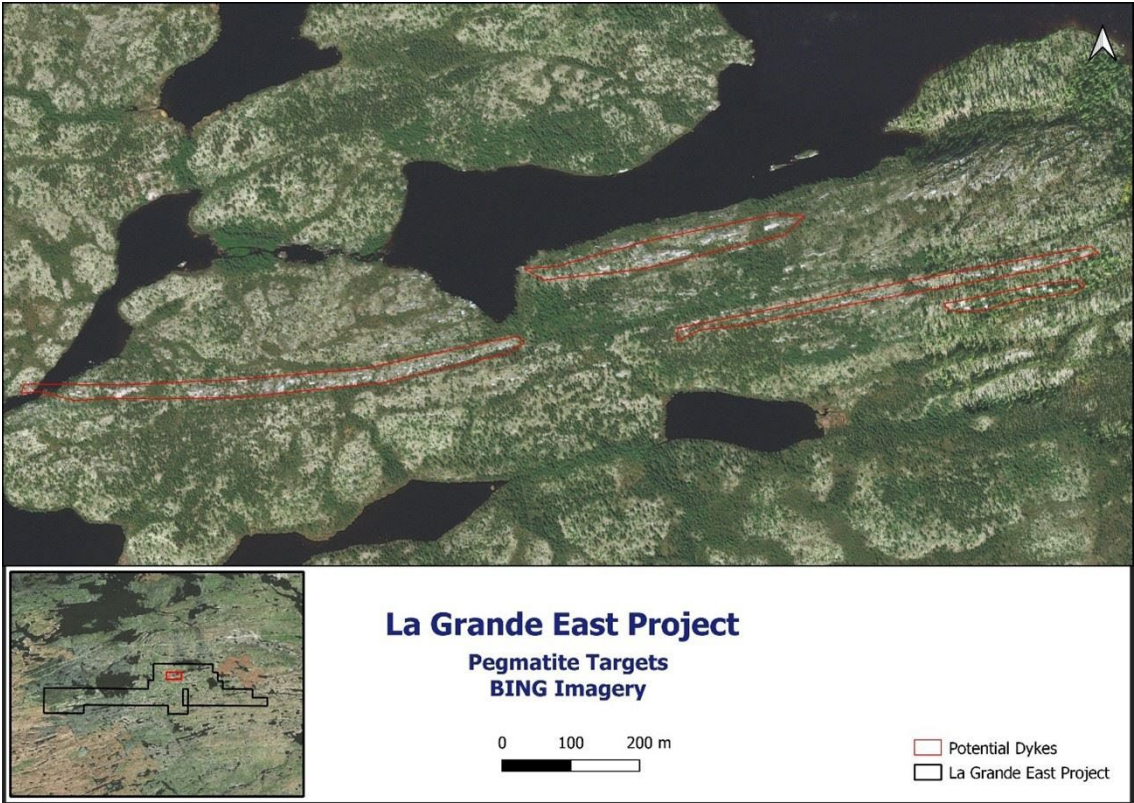 La Grande East Project
Pegmatite Targets
BING Imagery
0 100 200 m
Potential Dykes
La Grande East Project